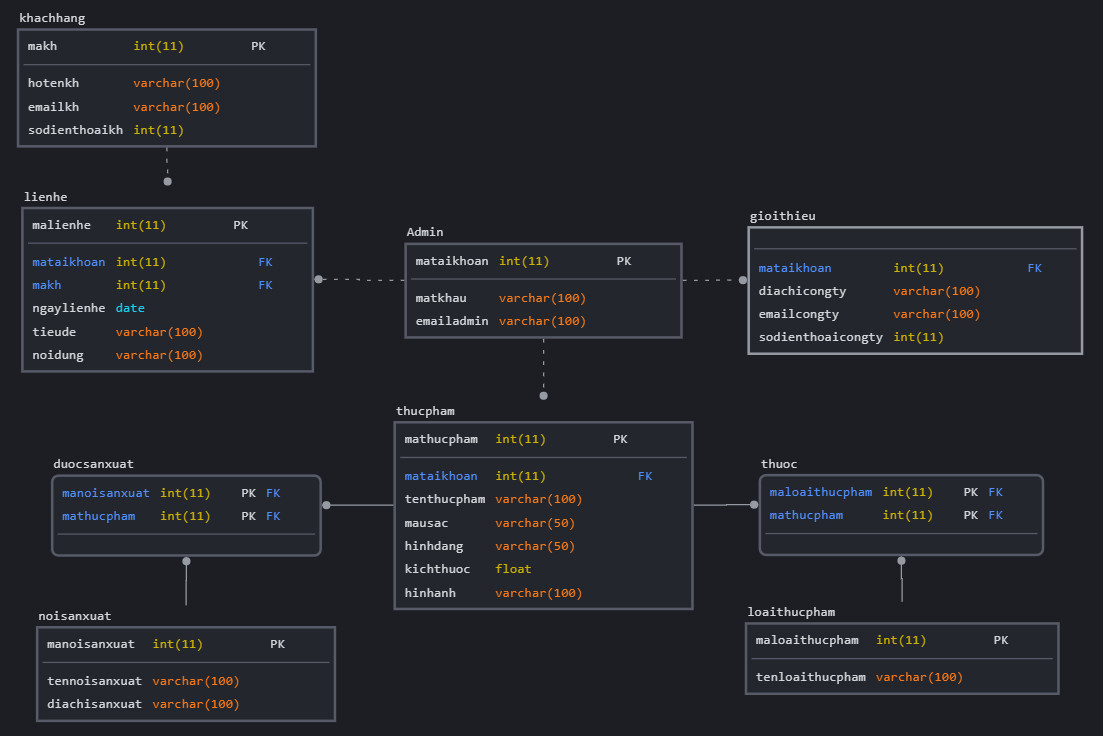 khachhang
makh int(11) PK
hotenkh varchar(100)
emailkh varchar(100)
sodienthoaikh int(11)
lienhe
malienhe int(11) PK
mataikhoan int(11) FK
makh int(11) FK
ngaylienhe date
tieude varchar(100)
noidung varchar(100)
Admin
mataikhoan int(11) PK
matkhau varchar(100)
emailadmin varchar(100)
gioithieu
mataikhoan int(11) FK
diachicongty varchar(100)
emailcongty varchar(100)
sodienthoaicongty int(11)
thucpham
mathucpham int(11) PK
mataikhoan int(11) FK
tenthucpham varchar(100)
mausac varchar(50)
hinhdang varchar(50)
kichthuoc float
hinhanh varchar(100)
duocsanxuat
manoisanxuat int(11) PK FK
mathucpham int(11) PK FK
thuoc
maloaithucpham int(11) PK FK
mathucpham int(11) PK FK
noisanxuat
manoisanxuat int(11) PK
tennoisanxuat varchar(100)
diachisanxuat varchar(100)
loaithucpham
maloaithucpham int(11) PK
tenloaithucpham varchar(100)